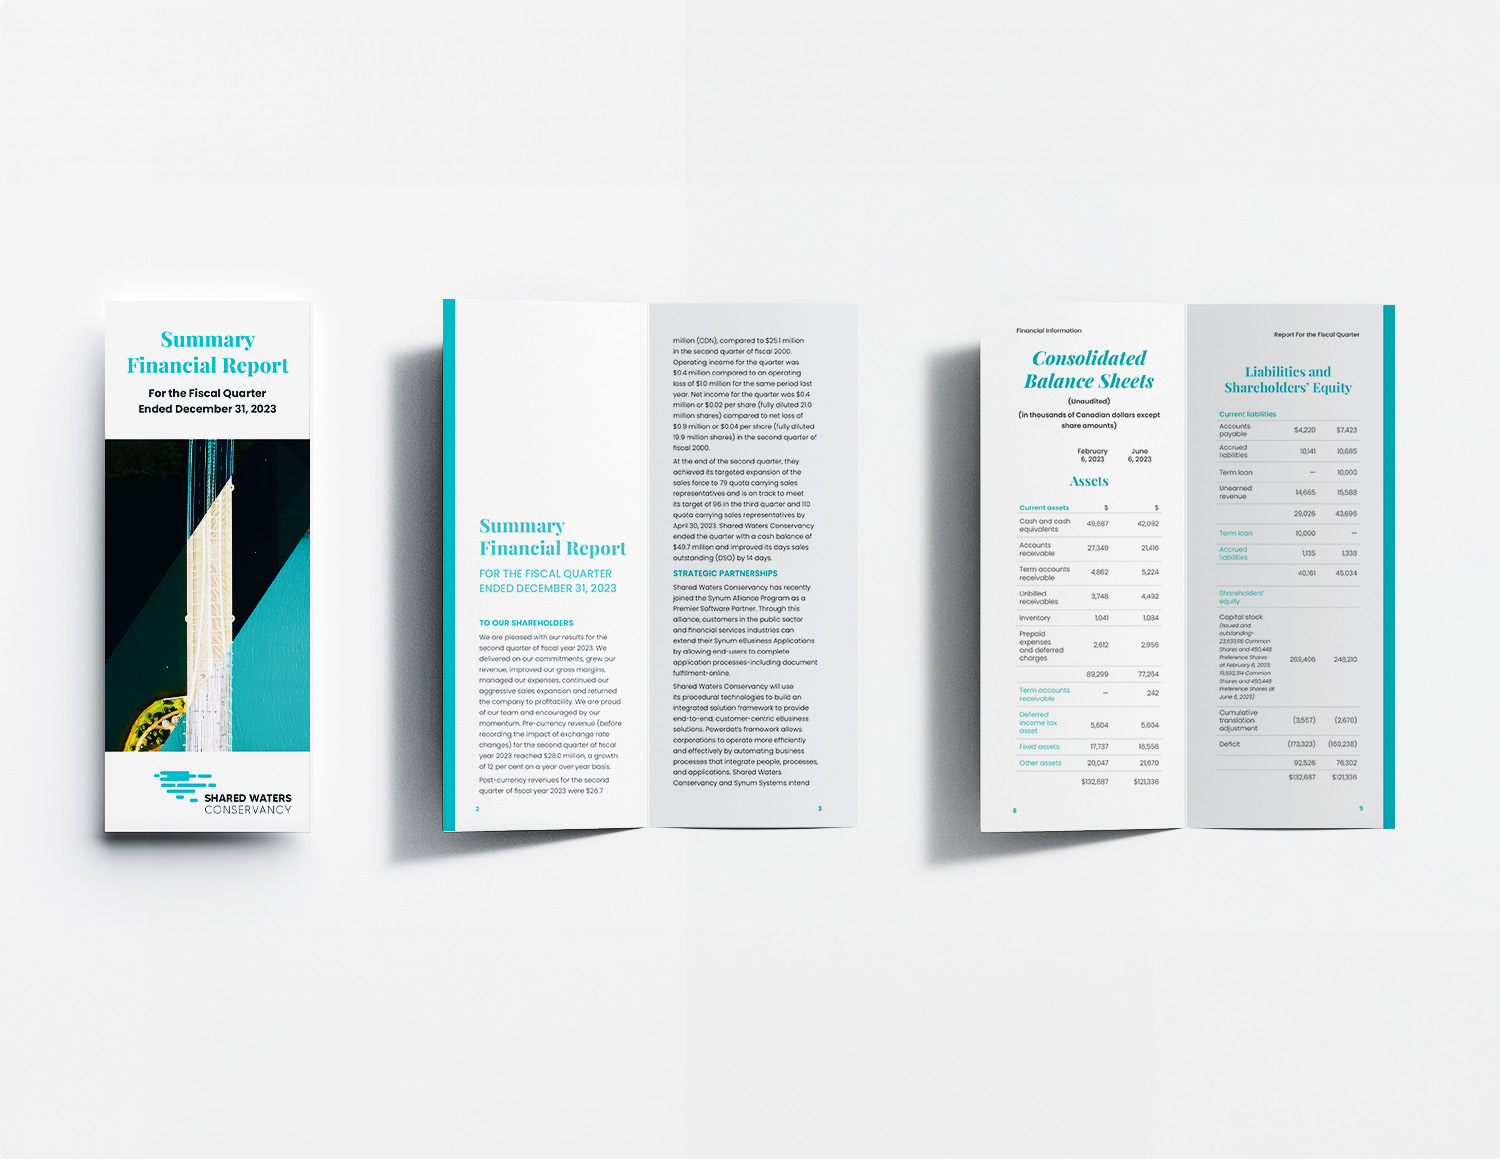 Summary
Financial Report
For the Fiscal Quarter
Ended December 31, 2023
SHARED WATERS
CONSERVANCY
Summary
Financial Report
FOR THE FISCAL QUARTER
ENDED DECEMBER 31, 2023
TO OUR SHAREHOLDERS
We are pleased with our results for the
second quarter of fiscal year 2023. We
delivered on our commitments, grew our
revenue, improved our gross margins,
managed our expenses, continued our
aggressive sales expansion and returned
the company to profitability. We are proud
of our team and encouraged by our
momentum. Pre-currency revenue (before
recording the impact of exchange rate
changes) for the second quarter of fiscal
year 2023 reached $28.0 million, a growth
of 12 per cent on a year over year basis.
Post-currency revenues for the second
quarter of fiscal year 2023 were $26.7
2
million (CDN), compared to $25.1 million
in the second quarter of fiscal 2000.
Operating income for the quarter was
$0.4 million compared to an operating
loss of $1.0 million for the same period last
year. Net income for the quarter was $0.4
million or $0.02 per share (fully diluted 21.0
million shares) compared to net loss of
$0.9 million or $0.04 per share (fully diluted
19.9 million shares) in the second quarter of
fiscal 2000.
At the end of the second quarter, they
achieved its targeted expansion of the
sales force to 79 quota carrying sales
representatives and is on track to meet
its target of 96 in the third quarter and 110
quota carrying sales representatives by
April 30, 2023. Shared Waters Conservancy
ended the quarter with a cash balance of
$49.7 million and improved its days sales
outstanding (DSO) by 14 days.
STRATEGIC PARTNERSHIPS
Shared Waters Conservancy has recently
joined the Synum Alliance Program as a
Premier Software Partner. Through this
alliance, customers in the public sector
and financial services industries can
extend their Synum eBusiness Applications
by allowing end-users to complete
application processes-including document
fulfilment-online.
Shared Waters Conservancy will use
its procedural technologies to build an
integrated solution framework to provide
end-to-end, customer-centric eBusiness
solutions. Powerdot's framework allows
corporations to operate more efficiently
and effectively by automating business
processes that integrate people, processes,
and applications. Shared Waters
Conservancy and Synum Systems intend
3
Financial Information
Consolidated
Balance Sheets
(Unaudited)
(in thousands of Canadian dollars except
share amounts)
February 6, 2023 June 6, 2023
Assets
Current assets $ $
Cash and cash equivalents 49,687 42,092
Accounts receivable 27,349 21,416
Term accounts receivable 4,862 5,224
Unbilled receivables 3,748 4,492
Inventory 1,041 1,084
Prepaid expenses and deferred charges 2,612 2,956
89,299 77,264
Term accounts receivable — 242
Deferred income tax asset 5,604 5,604
Fixed assets 17,737 16,556
Other assets 20,047 21,670
$132,687 $121,336
8
Report For the Fiscal Quarter
Liabilities and
Shareholders' Equity
Current liabilities
Accounts payable $4,220 $7,423
Accrued liabilities 10,141 10,685
Term loan — 10,000
Unearned revenue 14,665 15,588
29,026 43,696
Term loan 10,000 —
Accrued liabilities 1,135 1,338
40,161 45,034
Shareholders' equity
Capital stock
(Issued and
outstanding-
23,633,118 Common
Shares and 450,448
Preference Shares
at February 6, 2023;
19,592,314 Common
Shares and 450,448
Preference Shares at
June 6, 2023)
269,406 248,210
Cumulative translation adjustment (3,557) (2,670)
Deficit (173,323) (169,238)
92,526 76,302
$132,687 $121,336
9